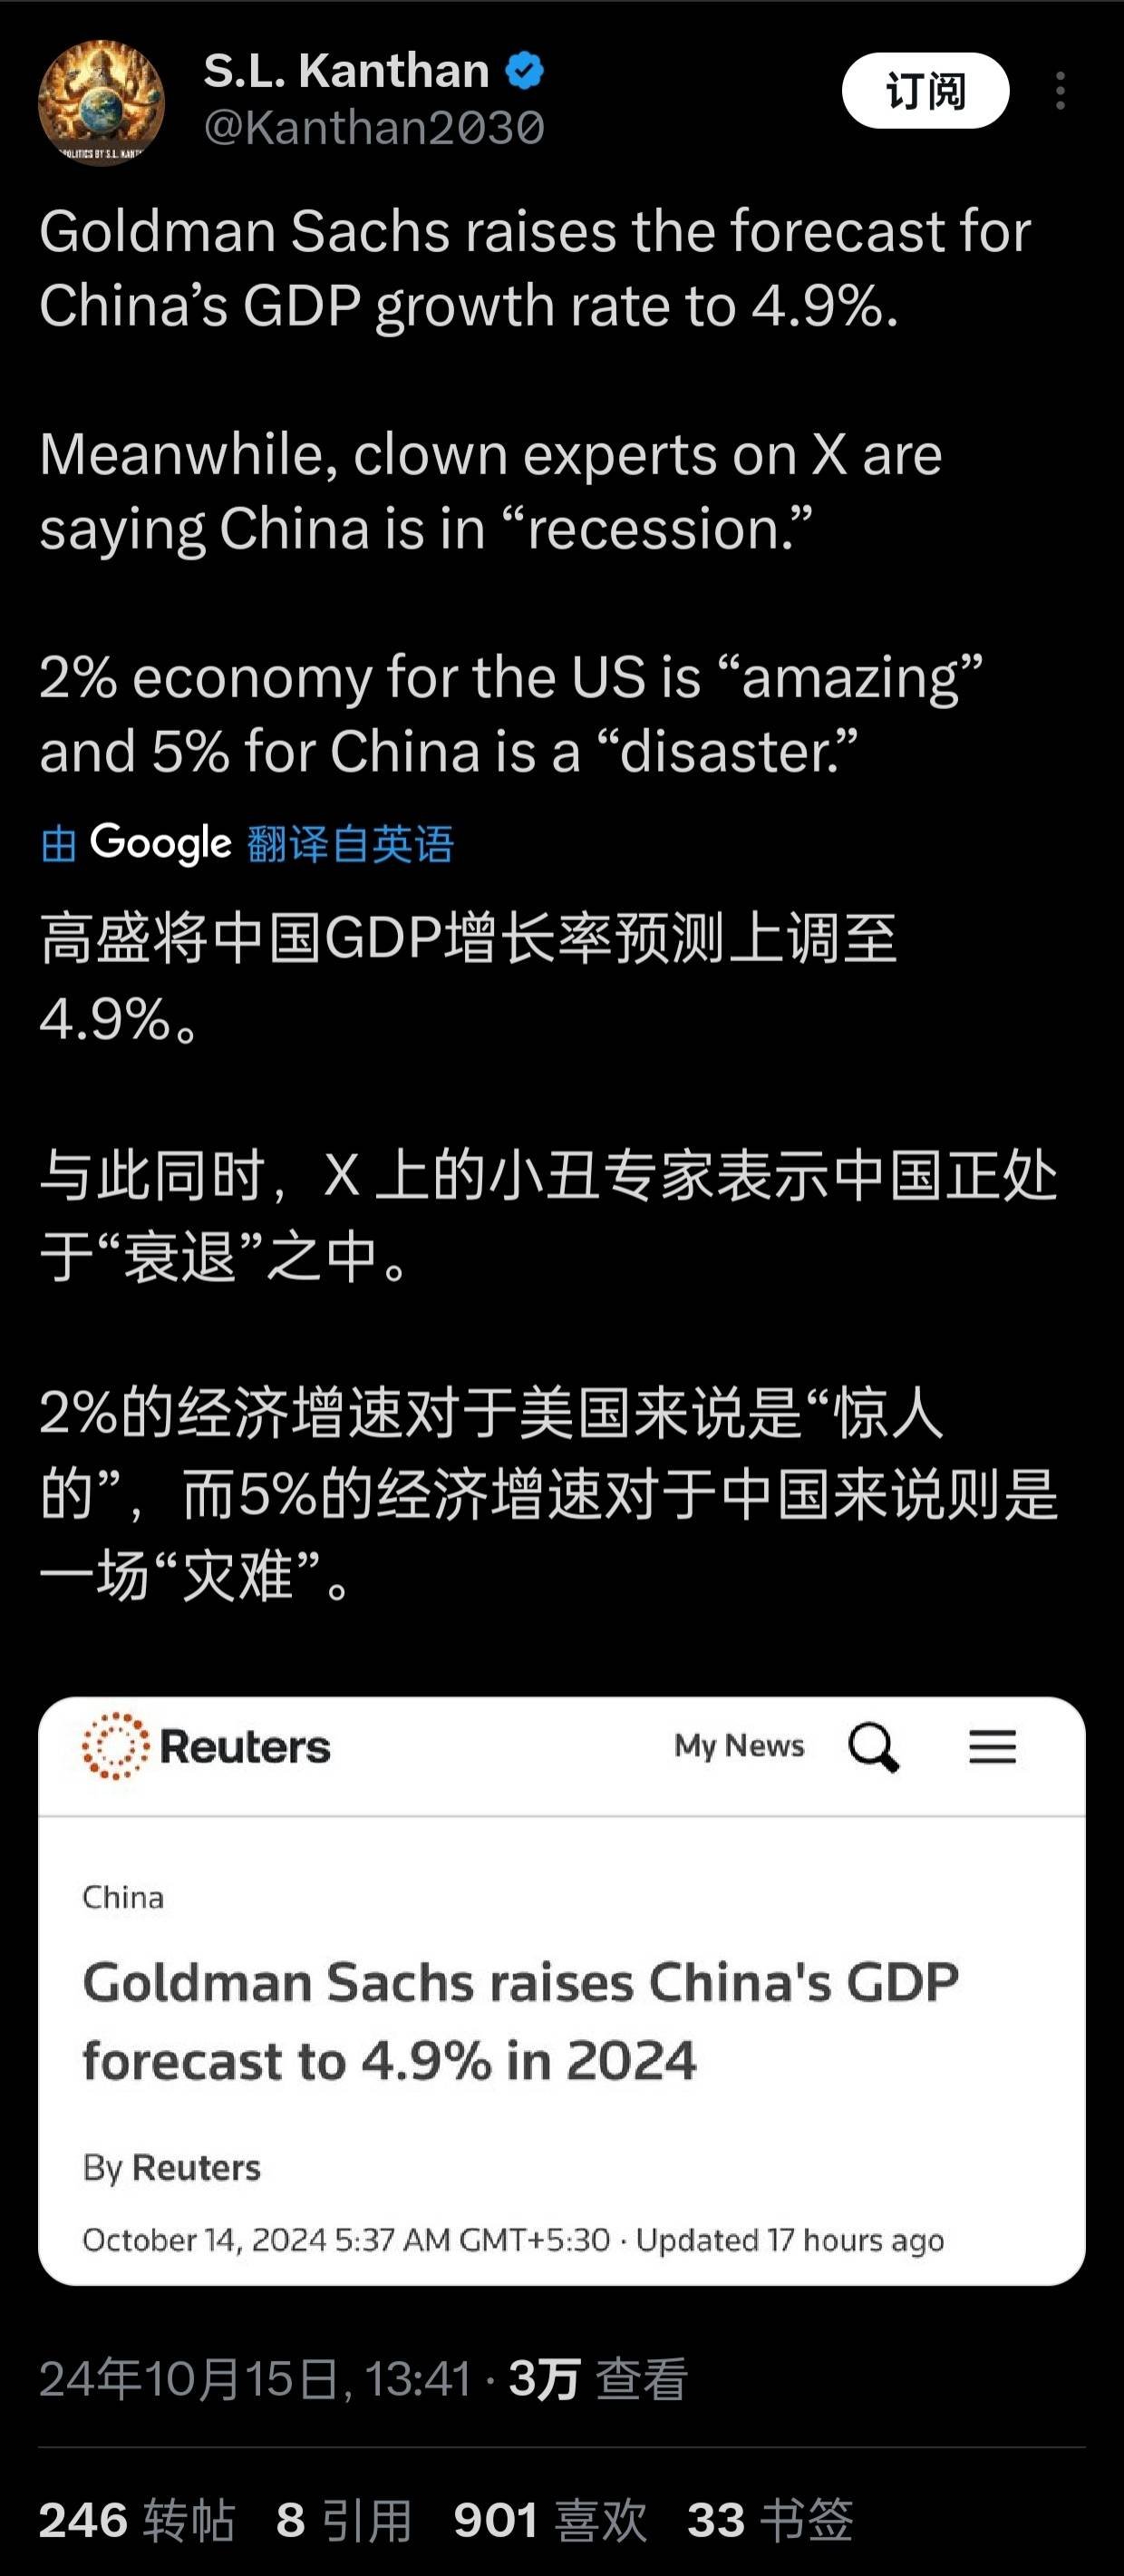 S.L. Kanthan
订阅
@Kanthan2030
Goldman Sachs raises the forecast for
China’s GDP growth rate to 4.9%.
Meanwhile, clown experts on X are
saying China is in “recession.”
2% economy for the US is “amazing”
and 5% for China is a “disaster.”
由 Google 翻译自英语
高盛将中国GDP增长率预测上调至
4.9%。
与此同时，X 上的小丑专家表示中国正处
于“衰退”之中。
2%的经济增速对于美国来说是“惊人
的”，而5%的经济增速对于中国来说则是
一场“灾难”。
Reuters
My News
China
Goldman Sachs raises China's GDP
forecast to 4.9% in 2024
By Reuters
October 14, 2024 5:37 AM GMT+5:30 · Updated 17 hours ago
24年10月15日, 13:41 · 3万 查看
246 转帖 8 引用 901 喜欢 33 书签